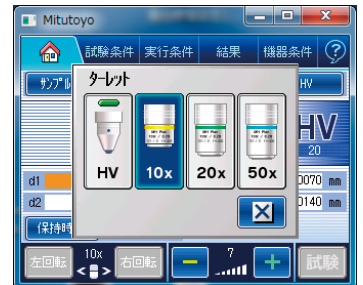 Mitutoyo
試験条件 実行条件 結果 機器条件 ?
サンプル
HV
ターレット
HV 10x 20x 50x
HV
20
d1 0070 mm
d2 0140 mm
保持時
左回転 10x 右回転 7 試験